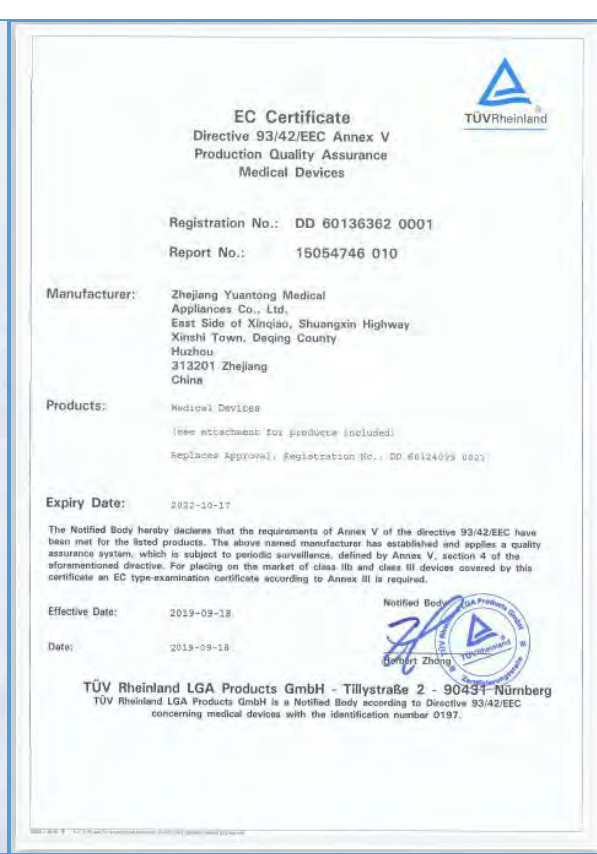 TÜVRheinland
EC Certificate
Directive 93/42/EEC Annex V
Production Quality Assurance
Medical Devices
Registration No.: DD 60136362 0001
Report No.: 15054746 010
Manufacturer: Zhejiang Yuantong Medical
Appliances Co., Ltd.
East Side of Xinqiao, Shuangxin Highway
Xinshi Town, Deqing County
Huzhou
313201 Zhejiang
China
Products: Medical Devices
(see attachment for products included)
Replaces Approval, Registration No.: DD 60124099
Expiry Date: 2022-10-17
The Notified Body hereby declares that the requirements of Annex V of the directive 93/42/EEC have
been met for the listed products. The above named manufacturer has established and applies a quality
assurance system, which is subject to periodic surveillance, defined by Annex V, section 4 of the
aforementioned directive. For placing on the market of class IIb and class III devices covered by this
certificate an EC type-examination certificate according to Annex III is required.
Notified Body
Effective Date: 2019-09-18
Date: 2019-09-18
TÜV Rheinland LGA Products GmbH
TÜVRheinland
Zertifizierungsstelle
Herbert Zhong
TÜV Rheinland LGA Products GmbH - Tillystraße 2 - 90431 Nürnberg
TÜV Rheinland LGA Products GmbH is a Notified Body according to Directive 93/42/EEC
concerning medical devices with the identification number 0197.